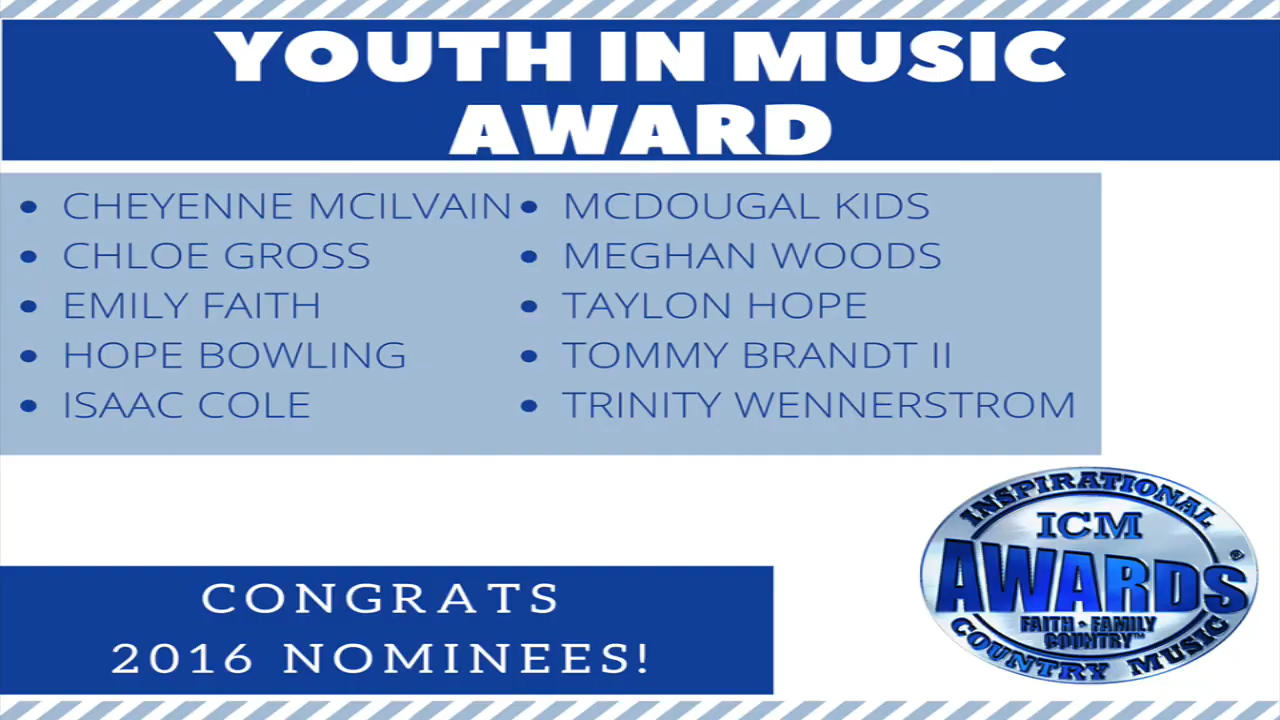 YOUTH IN MUSIC
AWARD
• CHEYENNE MCILVAIN
• CHLOE GROSS
• EMILY FAITH
• HOPE BOWLING
• ISAAC COLE
• MCDOUGAL KIDS
• MEGHAN WOODS
• TAYLON HOPE
• TOMMY BRANDT II
• TRINITY WENNERSTROM
CONGRATS
2016 NOMINEES!
INSPIRATIONAL
ICM
AWARDS®
FAITH • FAMILY
COUNTRY™
COUNTRY MUSIC